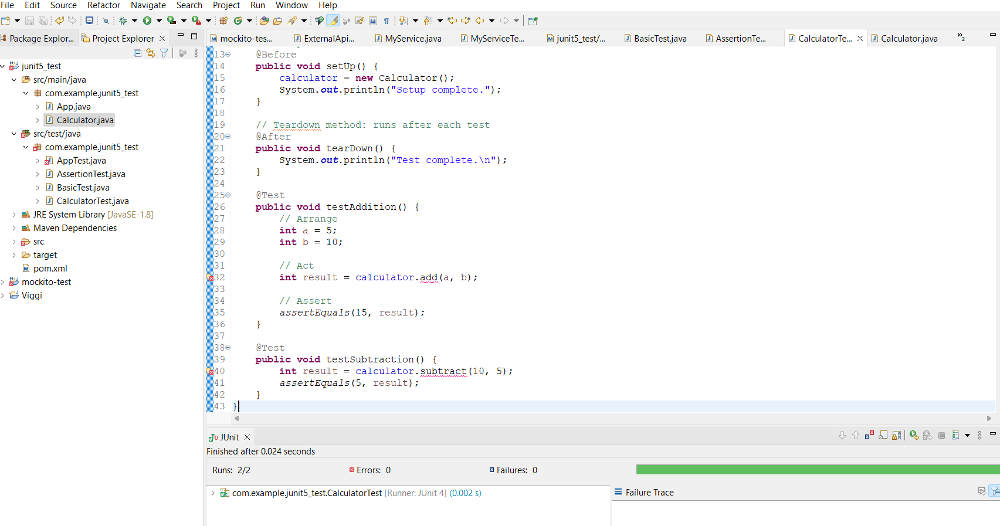 File Edit Source Refactor Navigate Search Project Run Window Help
Package Explor... Project Explorer
mockito-tes... ExternalApi... MyService.java MyServiceTe... junit5_test/... BasicTest.java AssertionTe... CalculatorTe... Calculator.java »2
junit5_test
src/main/java
com.example.junit5_test
App.java
Calculator.java
src/test/java
com.example.junit5_test
AppTest.java
AssertionTest.java
BasicTest.java
CalculatorTest.java
JRE System Library [JavaSE-1.8]
Maven Dependencies
src
target
pom.xml
mockito-test
Viggi
13 @Before
14 public void setUp() {
15 calculator = new Calculator();
16 System.out.println("Setup complete.");
17 }
18
19 // Teardown method: runs after each test
20 @After
21 public void tearDown() {
22 System.out.println("Test complete.\n");
23 }
24
25 @Test
26 public void testAddition() {
27 // Arrange
28 int a = 5;
29 int b = 10;
30
31 // Act
32 int result = calculator.add(a, b);
33
34 // Assert
35 assertEquals(15, result);
36 }
37
38 @Test
39 public void testSubtraction() {
40 int result = calculator.subtract(10, 5);
41 assertEquals(5, result);
42 }
43 }
JUnit
Finished after 0.024 seconds
Runs: 2/2 Errors: 0 Failures: 0
com.example.junit5_test.CalculatorTest [Runner: JUnit 4] (0.002 s)
Failure Trace